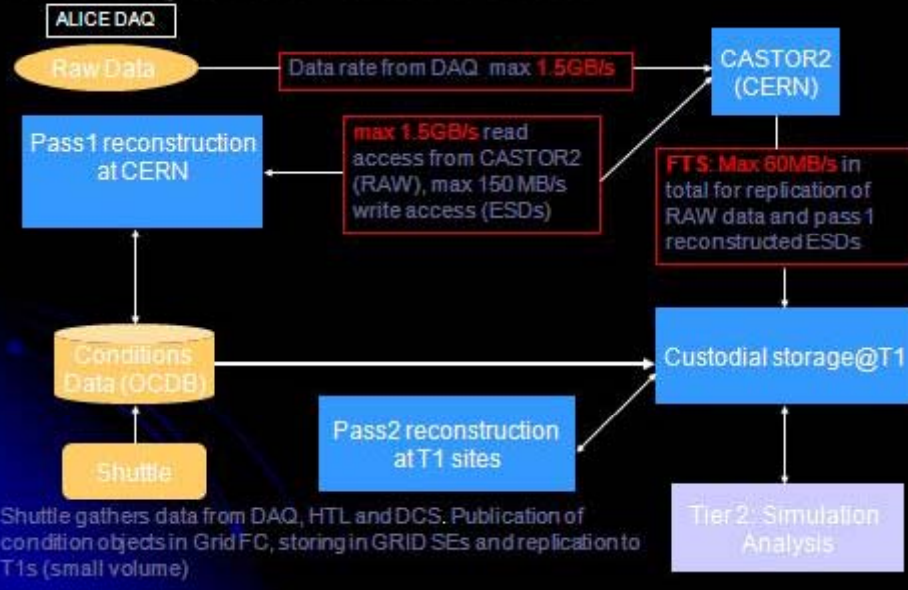 ALICE DAQ
Raw Data
Data rate from DAQ max 1.5GB/s
CASTOR2
(CERN)
Pass1 reconstruction
at CERN
max 1.5GB/s read
access from CASTOR2
(RAW), max 150 MB/s
write access (ESDs)
FTS: Max 60MB/s in
total for replication of
RAW data and pass 1
reconstructed ESDs
Conditions
Data (OCDB)
Custodial storage@T1
Pass2 reconstruction
at T1 sites
Shuttle
Tier 2: Simulation
Analysis
Shuttle gathers data from DAQ, HTL and DCS. Publication of
condition objects in Grid FC, storing in GRID SEs and replication to
T1s (small volume)